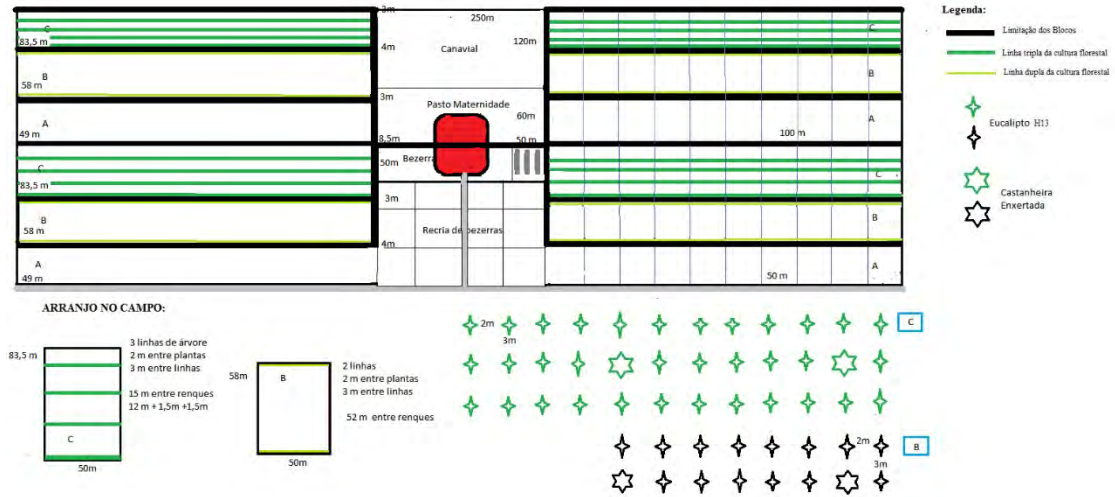 C
83,5 m
B
58 m
A
49 m
C
83,5 m
B
58 m
A
49 m
3m
250m
4m
Canavial
120m
3m
Pasto Maternidade
60m
8,5m
50 m
50m
3m
Recria de bezerras
4m
C
B
A
100 m
C
B
A
50 m
Legenda:
Limitação dos Blocos
Linha tripla da cultura florestal
Linha dupla da cultura florestal
Eucalipto H13
Castanheira
Enxertada
ARRANJO NO CAMPO:
83,5 m
3 linhas de árvore
2 m entre plantas
3 m entre linhas
15 m entre renques
12 m + 1,5m +1,5m
C
50m
58m
B
2 linhas
2 m entre plantas
3 m entre linhas
52 m entre renques
50m
2m
3m
C
2m
B
3m